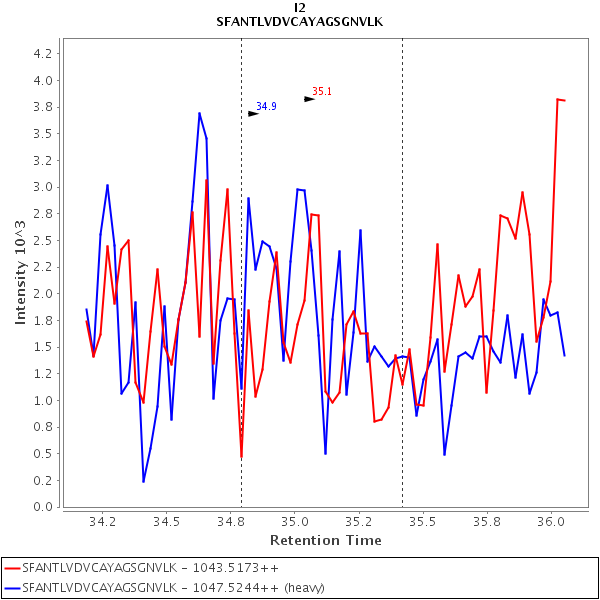 I2
SFANTLVDVCAYAGSGNVLK
4.2
4.0
3.8
3.5
3.2
3.0
2.8
2.5
2.2
2.0
1.8
1.5
1.2
1.0
0.8
0.5
0.2
0.0
Intensity 10^3
34.9
35.1
34.2 34.5 34.8 35.0 35.2 35.5 35.8 36.0
Retention Time
SFANTLVDVCAYAGSGNVLK - 1043.5173++
SFANTLVDVCAYAGSGNVLK - 1047.5244++ (heavy)